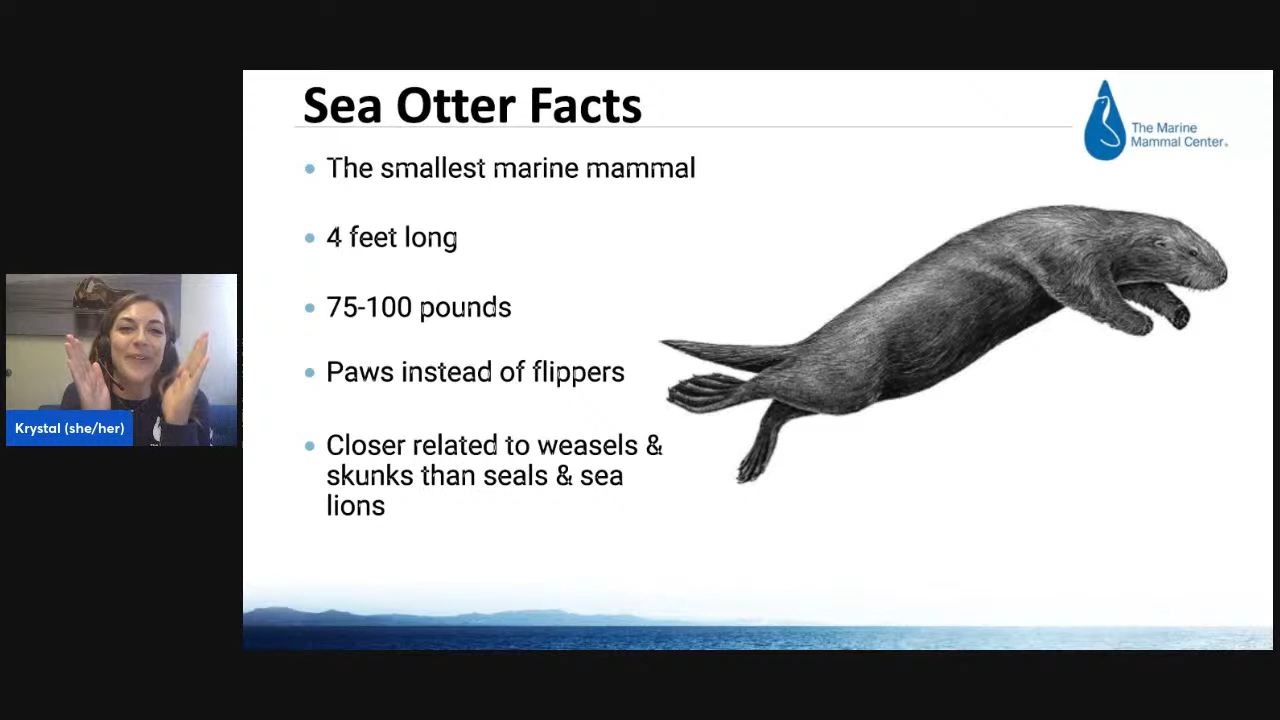 Sea Otter Facts
The Marine
Mammal Center.
The smallest marine mammal
4 feet long
75-100 pounds
Paws instead of flippers
Closer related to weasels &
skunks than seals & sea
lions
Krystal (she/her)